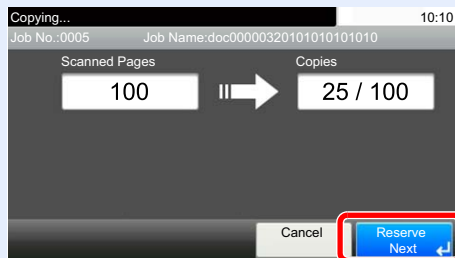 Copying... 10:10
Job No.:0005 Job Name:doc00000320101010101010
Scanned Pages Copies
100 25 / 100
Cancel Reserve
Next